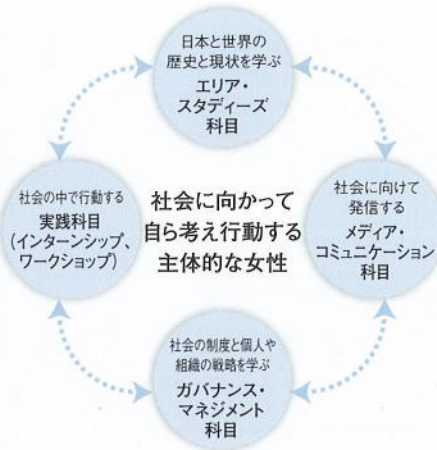 日本と世界の
歴史と現状を学ぶ
エリア・
スタディーズ
科目
社会の中で行動する
実践科目
(インターンシップ、
ワークショップ)
社会に向かって
自ら考え行動する
主体的な女性
社会に向けて
発信する
メディア・
コミュニケーション
科目
社会の制度と個人や
組織の戦略を学ぶ
ガバナンス・
マネジメント
科目